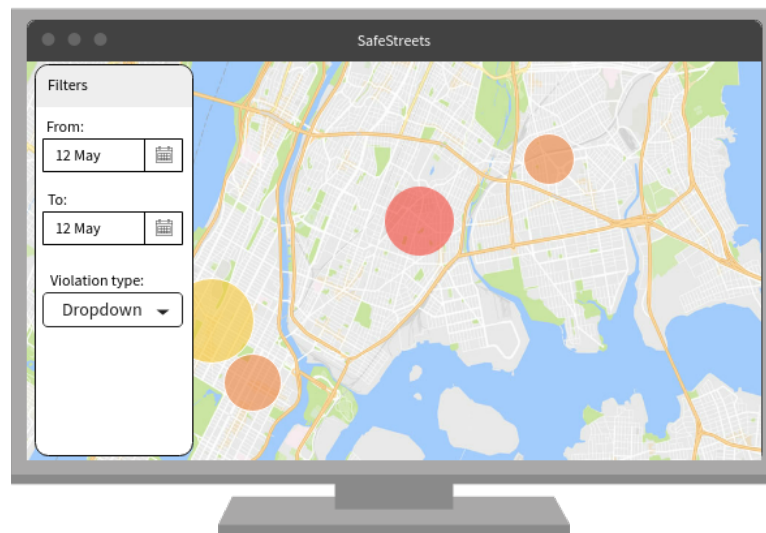 SafeStreets
Filters
From:
12 May
To:
12 May
Violation type:
Dropdown